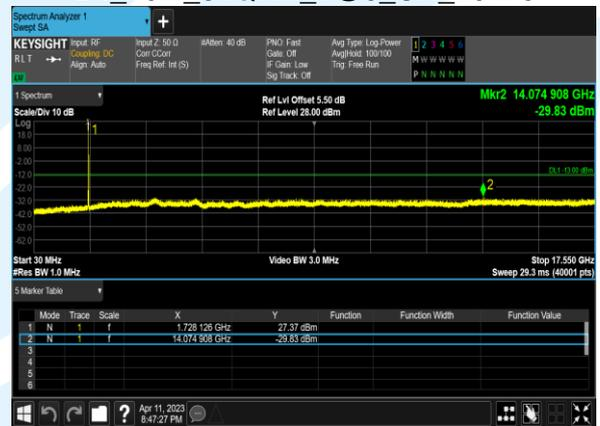 Spectrum Analyzer 1
Swept SA
KEYSIGHT Input: RF Input Z: 50 Ω #Atten: 40 dB PNO: Fast Avg Type: Log-Power 1 2 3 4 5 6
R L T Coupling: DC Corr CCorr Gate: Off Avg|Hold: 100/100 M W W W W W
Align: Auto Freq Ref: Int (S) IF Gain: Low Trig: Free Run P N N N N N
Sig Track: Off
1 Spectrum Ref Lvl Offset 5.50 dB Mkr2 14.074 908 GHz
Scale/Div 10 dB Ref Level 28.00 dBm -29.83 dBm
Log
18.0
8.00
-2.00
-12.0
-22.0
-32.0
-42.0
-52.0
-62.0
1
DL1 -13.00 dBm
2
Start 30 MHz Video BW 3.0 MHz Stop 17.550 GHz
#Res BW 1.0 MHz Sweep 29.3 ms (40001 pts)
5 Marker Table
Mode Trace Scale X Y Function Function Width Function Value
1 N 1 f 1.728 126 GHz 27.37 dBm
2 N 1 f 14.074 908 GHz -29.83 dBm
3
4
5
6
? Apr 11, 2023
8:47:27 PM